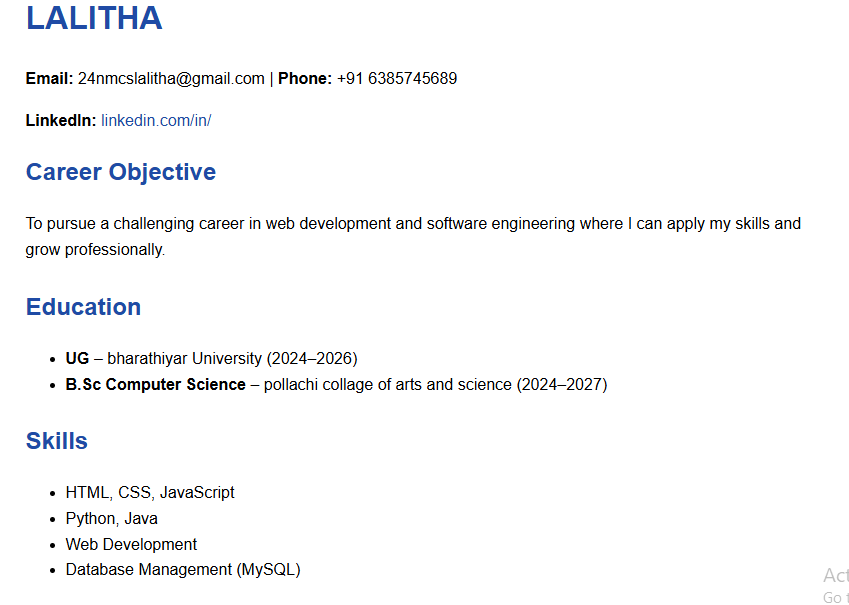 LALITHA
Email: 24nmcslalitha@gmail.com | Phone: +91 6385745689
LinkedIn: linkedin.com/in/
Career Objective
To pursue a challenging career in web development and software engineering where I can apply my skills and
grow professionally.
Education
• UG – bharathiyar University (2024–2026)
• B.Sc Computer Science – pollachi collage of arts and science (2024–2027)
Skills
• HTML, CSS, JavaScript
• Python, Java
• Web Development
• Database Management (MySQL)
Go